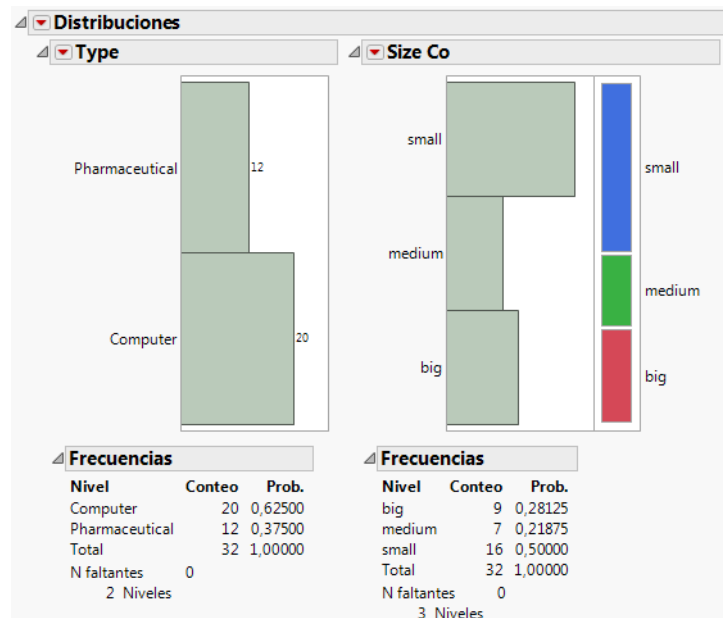 Distribuciones
Type
Pharmaceutical
12
Computer
20
Frecuencias
Nivel Conteo Prob.
Computer 20 0,62500
Pharmaceutical 12 0,37500
Total 32 1,00000
N faltantes 0
2 Niveles
Size Co
small
medium
big
small
medium
big
Frecuencias
Nivel Conteo Prob.
big 9 0,28125
medium 7 0,21875
small 16 0,50000
Total 32 1,00000
N faltantes 0
3 Niveles